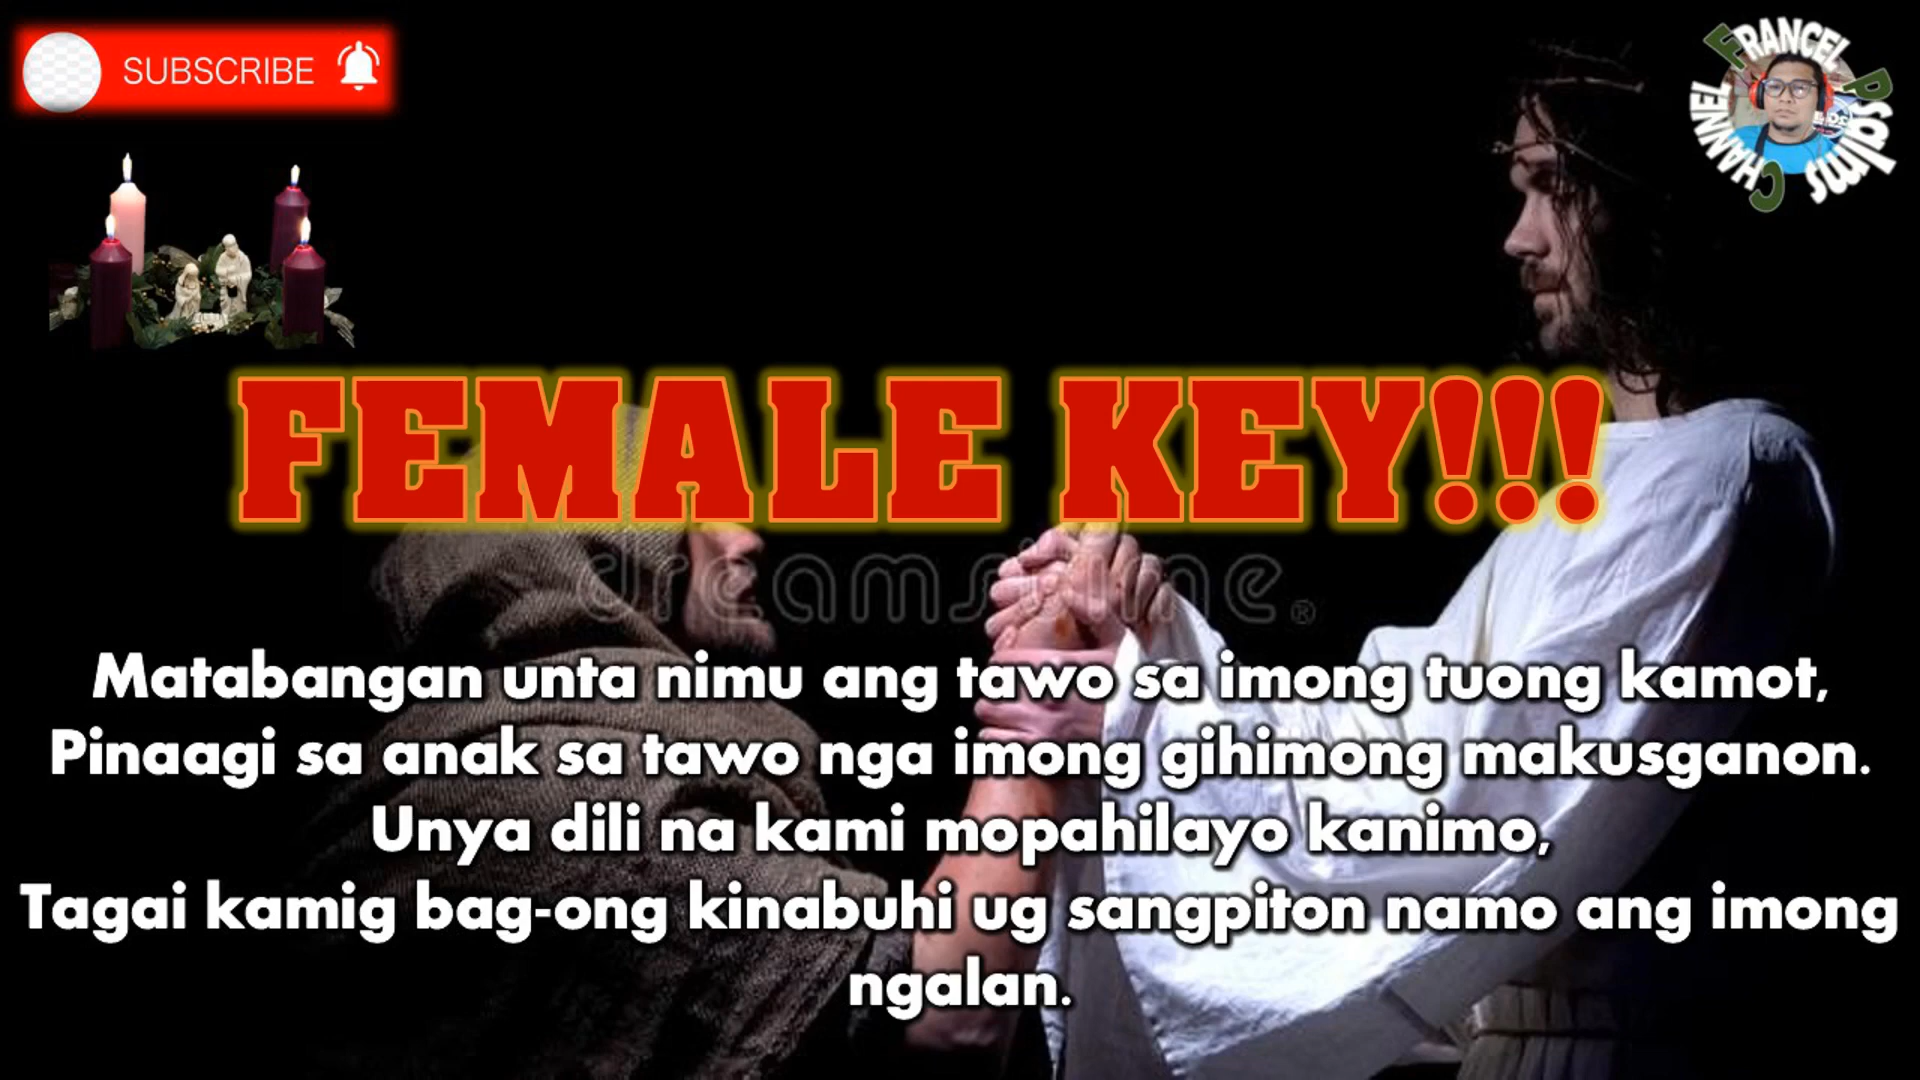 SUBSCRIBE
FRANCEL Psalms CHANNEL
FEMALE KEY!!!
dreamstime®
Matabangan unta nimu ang tawo sa imong tuong kamot,
Pinaagi sa anak sa tawo nga imong gihimong makusganon.
Unya dili na kami mopahilayo kanimo,
Tagai kamig bag-ong kinabuhi ug sangpiton namo ang imong
ngalan.